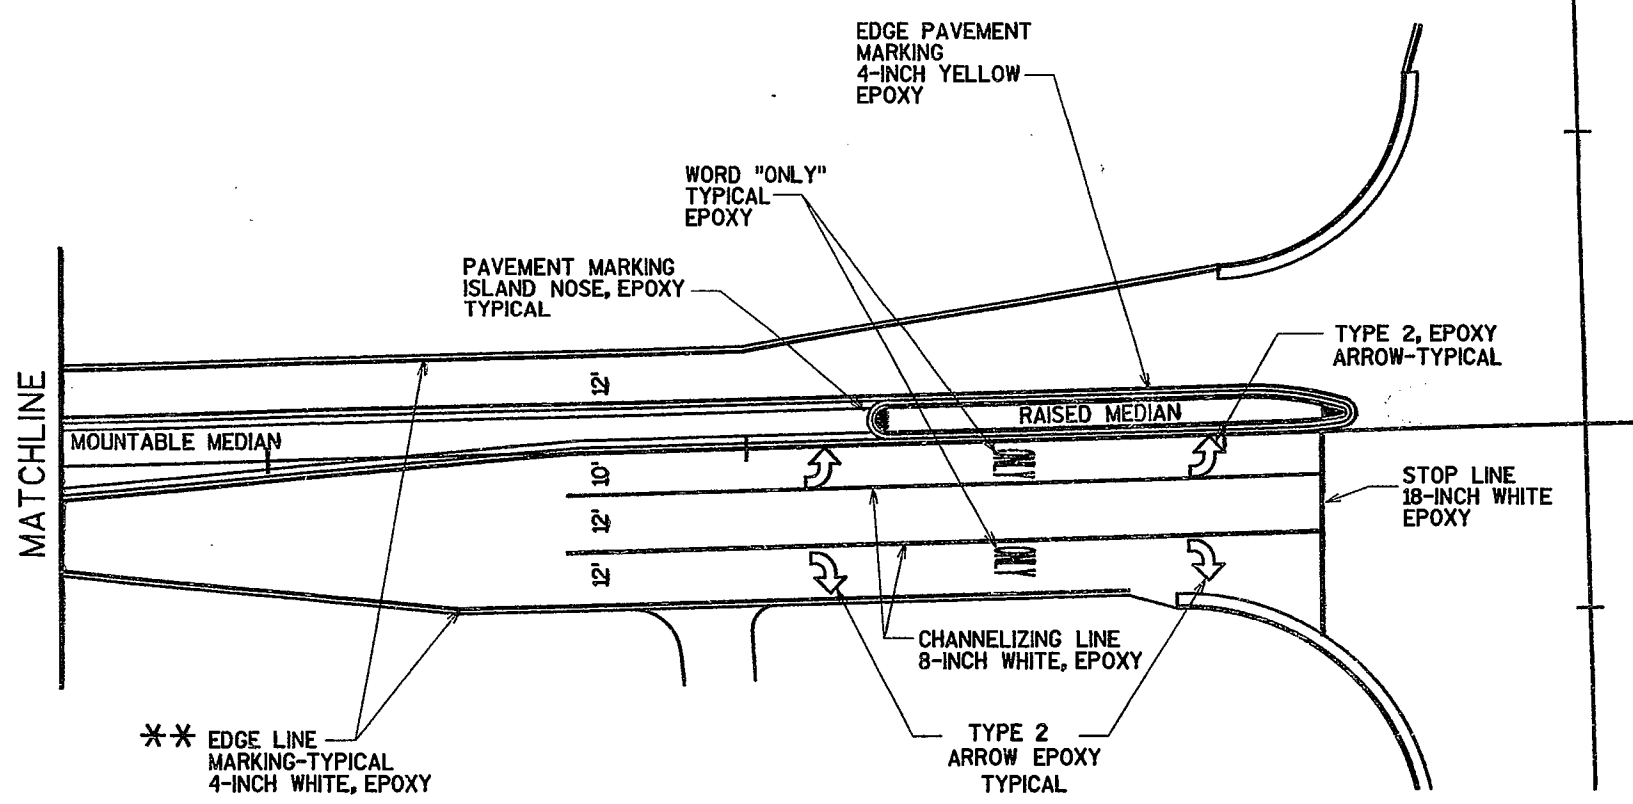 EDGE PAVEMENT
MARKING
4-INCH YELLOW
EPOXY
WORD "ONLY"
TYPICAL
EPOXY
PAVEMENT MARKING
ISLAND NOSE, EPOXY
TYPICAL
TYPE 2, EPOXY
ARROW-TYPICAL
MATCHLINE
12'
RAISED MEDIAN
MOUNTABLE MEDIAN
10'
ONLY
STOP LINE
18-INCH WHITE
EPOXY
12'
12'
ONLY
CHANNELIZING LINE
8-INCH WHITE, EPOXY
** EDGE LINE
MARKING-TYPICAL
4-INCH WHITE, EPOXY
TYPE 2
ARROW EPOXY
TYPICAL